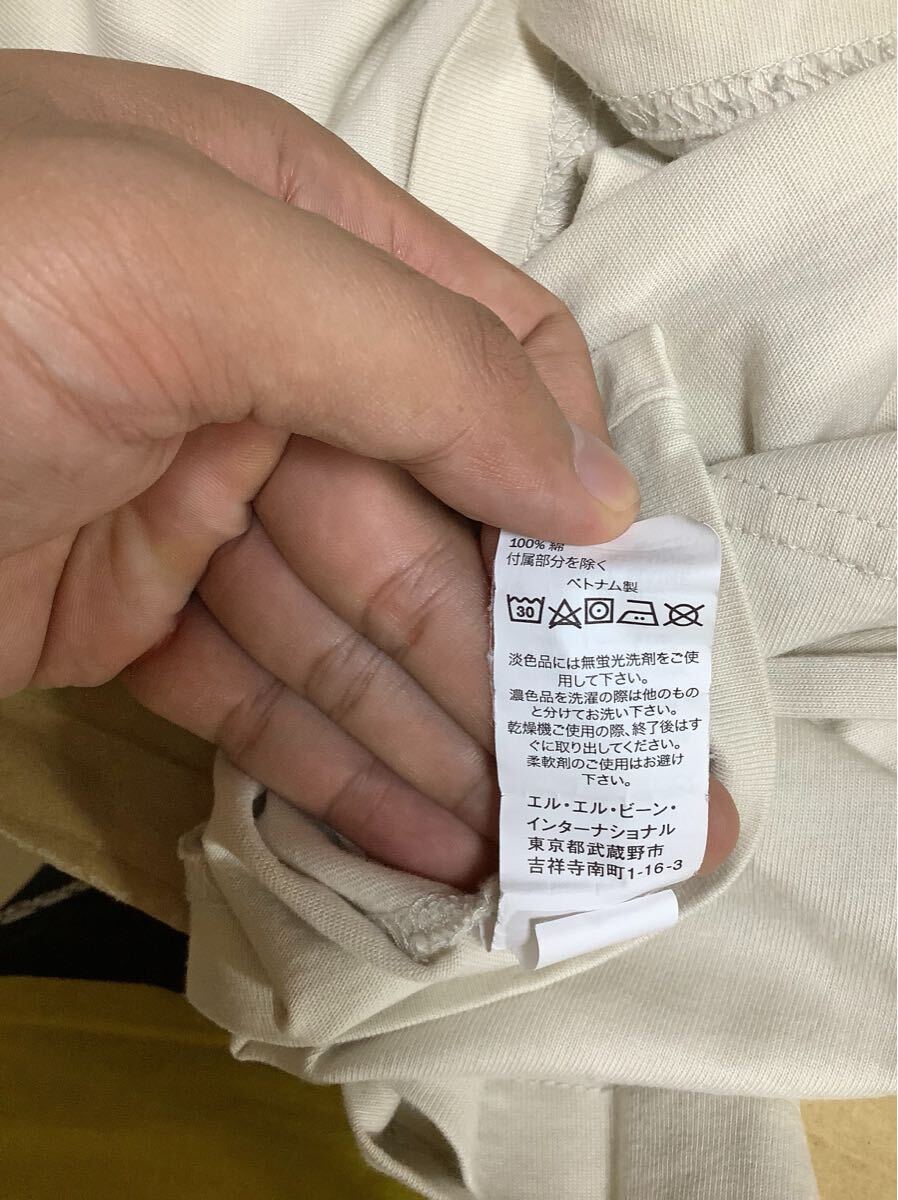 100% 綿
付属部分を除く
ベトナム製
30
淡色品には無蛍光洗剤をご使
用して下さい。
濃色品を洗濯の際は他のもの
と分けてお洗い下さい。
乾燥機ご使用の際、終了後はす
ぐに取り出してください。
柔軟剤のご使用はお避け
下さい。
エル・エル・ビーン・
インターナショナル
東京都武蔵野市
吉祥寺南町1-16-3